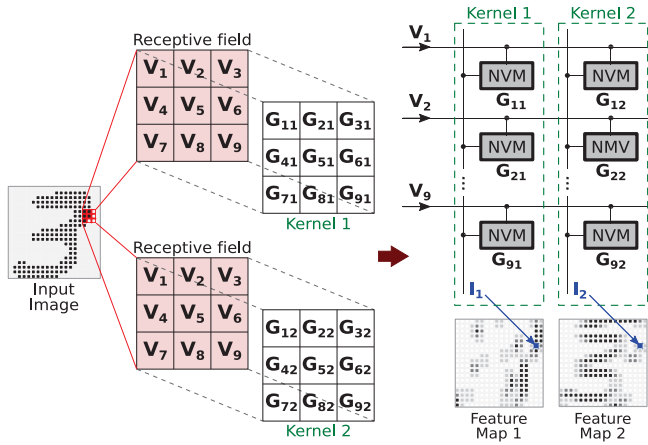 Receptive field
V1 V2 V3
V4 V5 V6
V7 V8 V9
G11 G21 G31
G41 G51 G61
G71 G81 G91
Kernel 1
Input
Image
Receptive field
V1 V2 V3
V4 V5 V6
V7 V8 V9
G12 G22 G32
G42 G52 G62
G72 G82 G92
Kernel 2
Kernel 1 Kernel 2
V1
NVM NVM
G11 G12
V2
NVM NMV
G21 G22
V9
NVM NVM
G91 G92
I1 I2
Feature
Map 1
Feature
Map 2